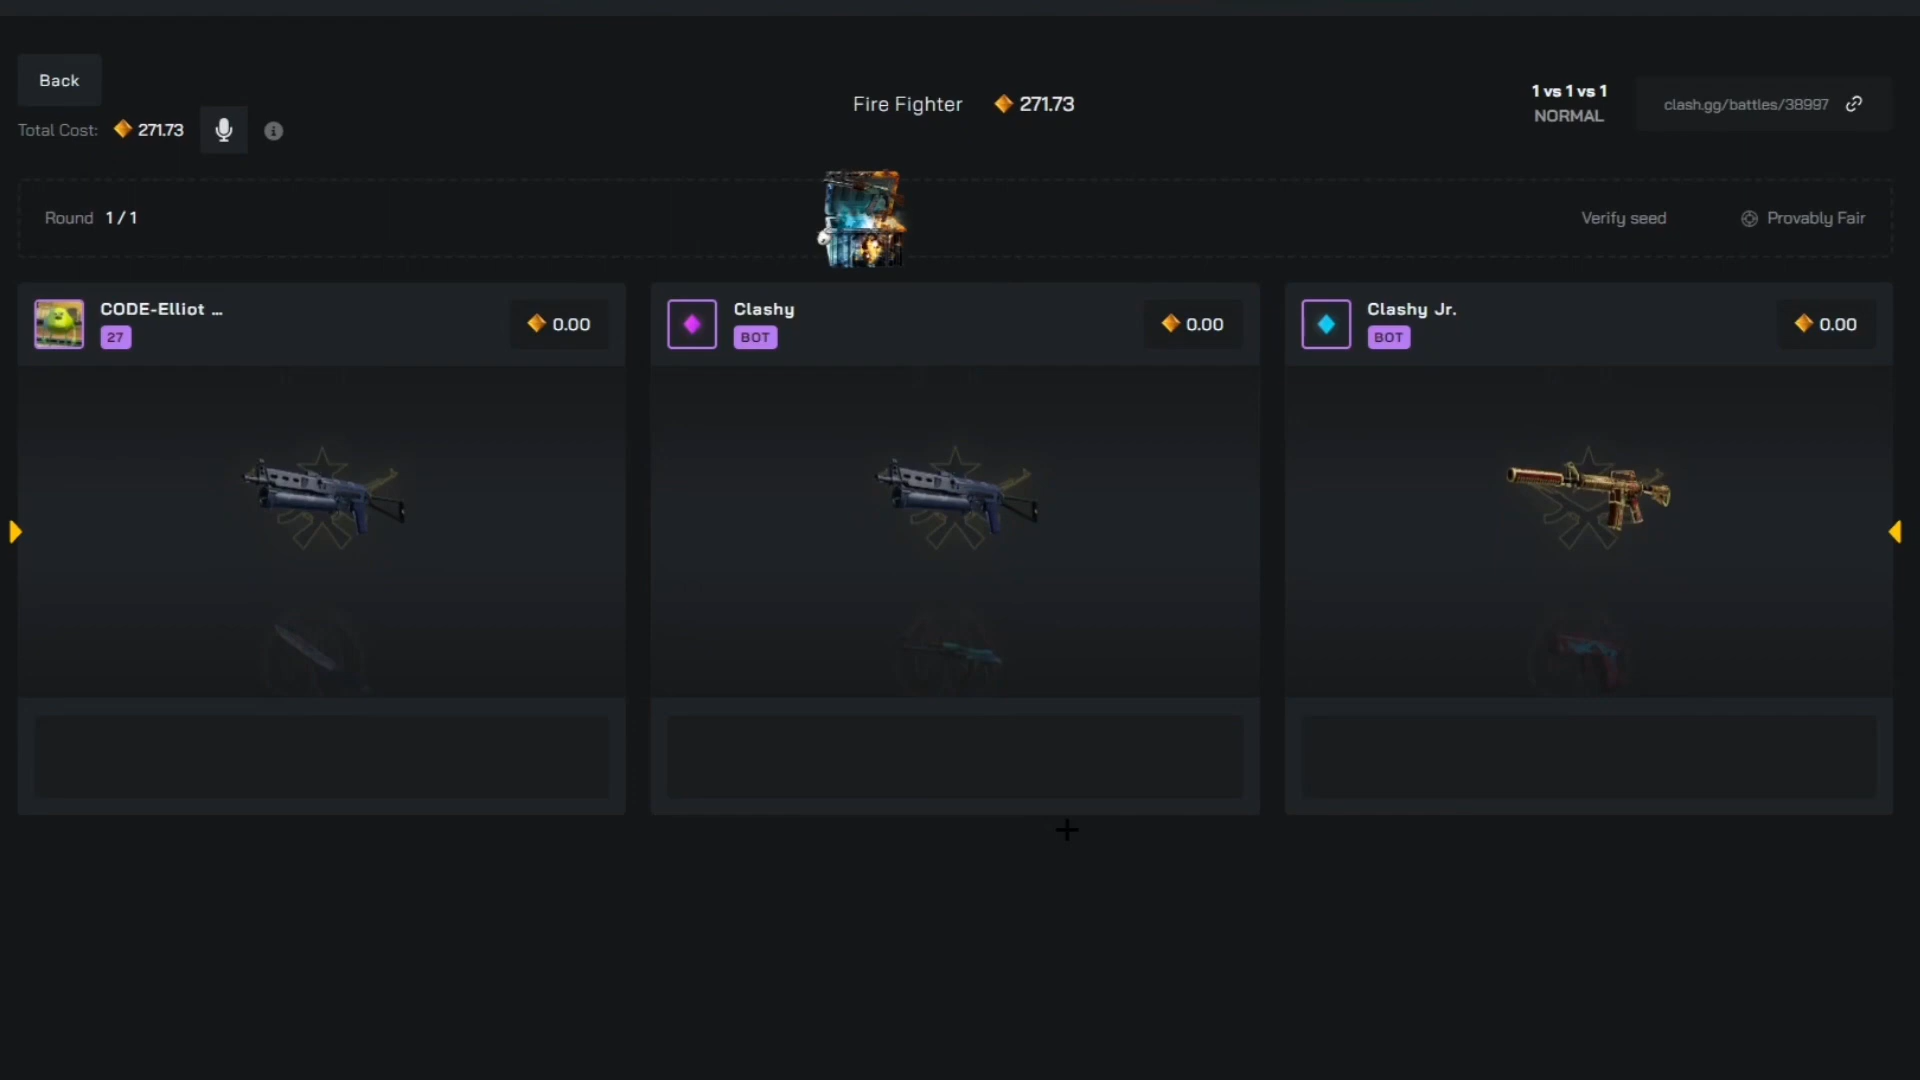 Back
Total Cost: 271.73
Fire Fighter 271.73
1 vs 1 vs 1
NORMAL
clash.gg/battles/38997
Round 1 / 1
Verify seed
Provably Fair
CODE-Elliot ...
27
0.00
Clashy
BOT
0.00
Clashy Jr.
BOT
0.00